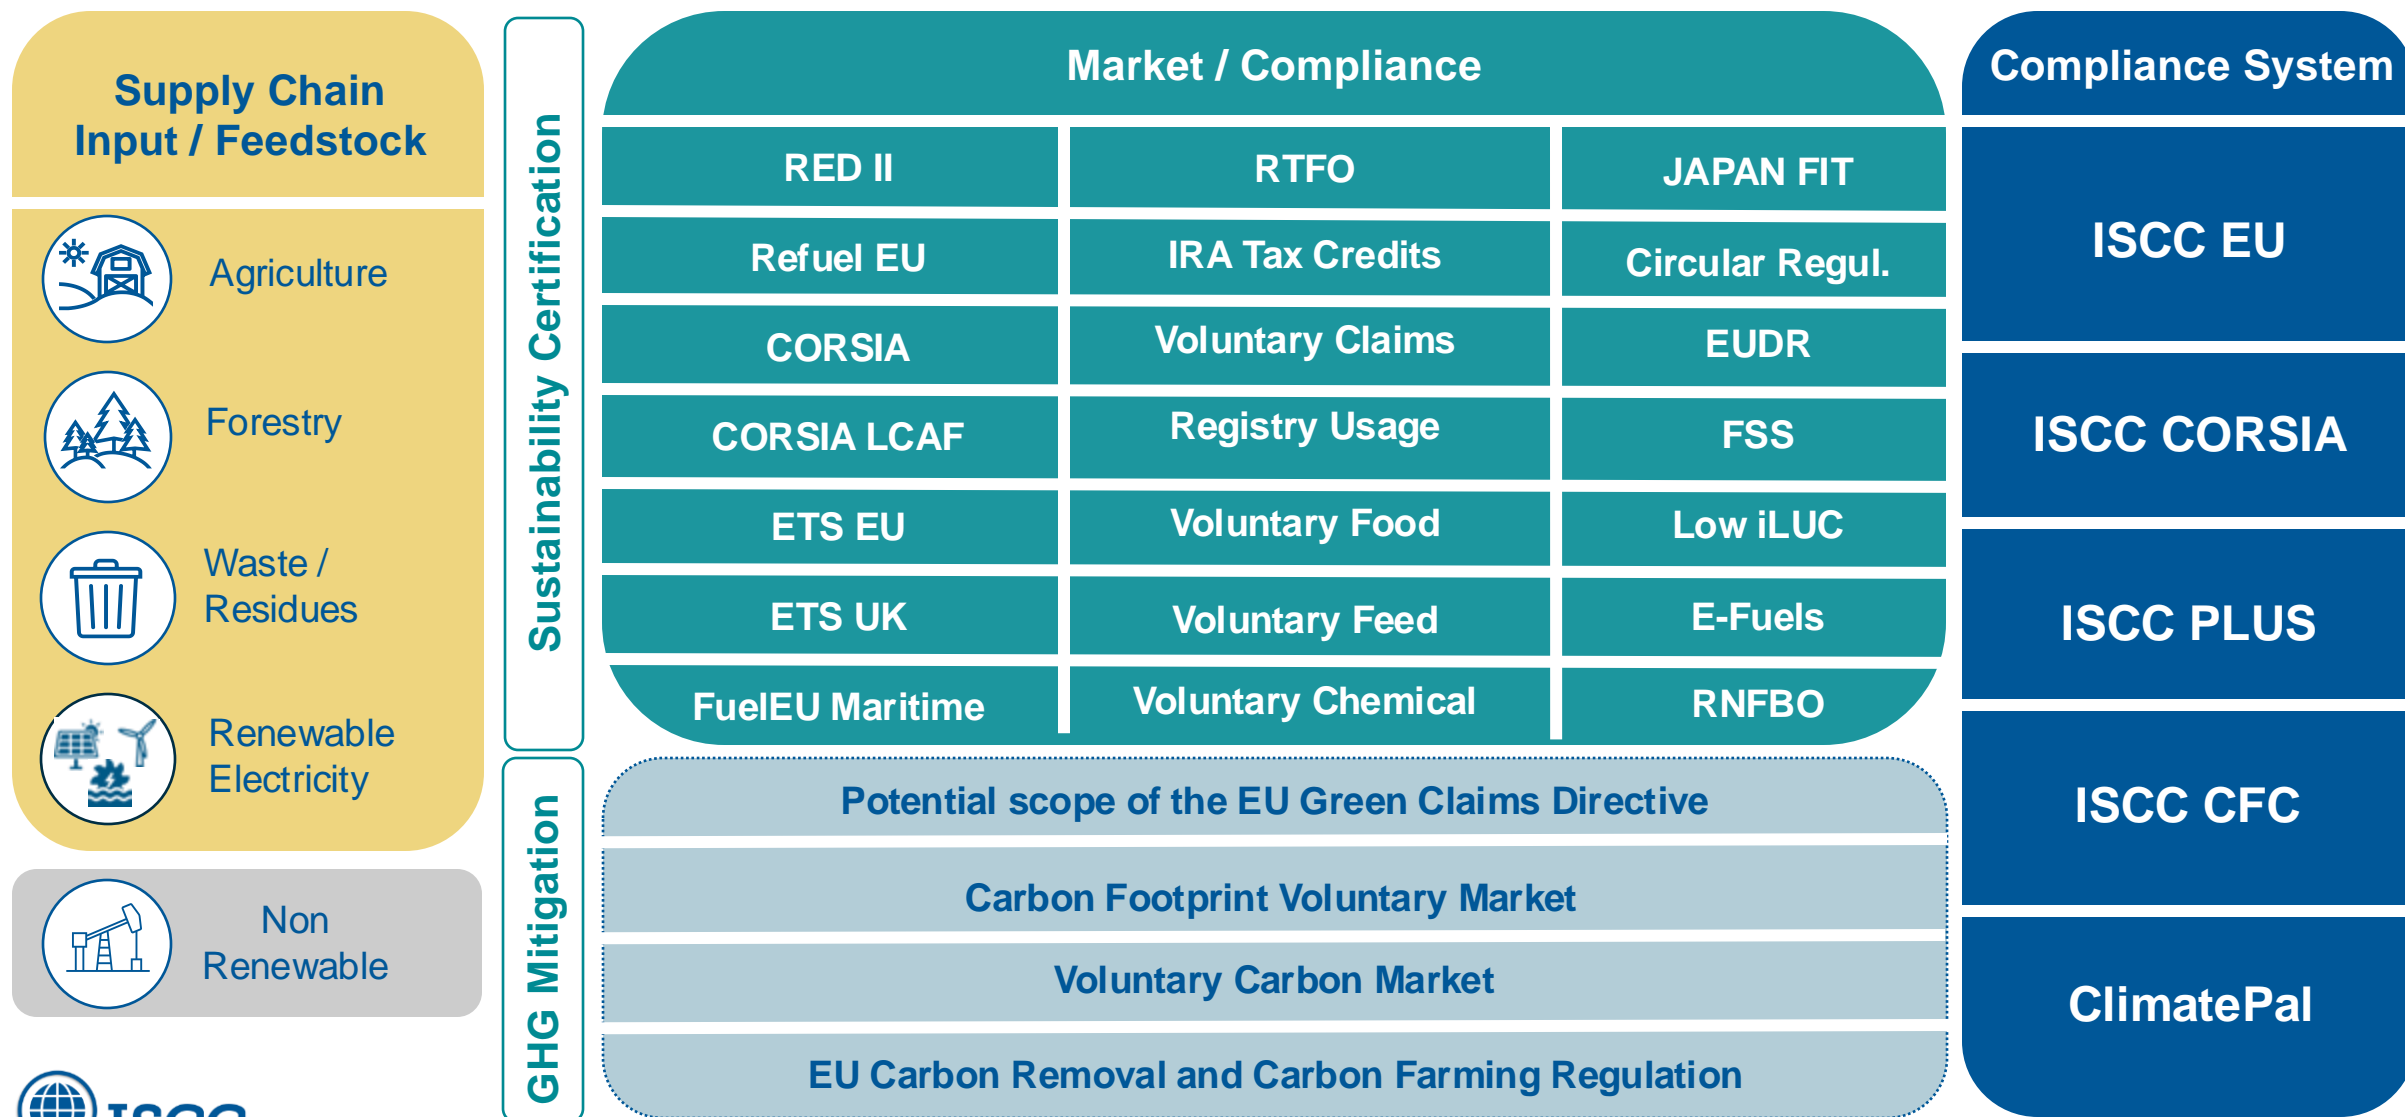 Supply Chain
Input / Feedstock
Agriculture
Forestry
Waste /
Residues
Renewable
Electricity
Non
Renewable
Sustainability Certification
GHG Mitigation
Market / Compliance
RED II
RTFO
JAPAN FIT
Refuel EU
IRA Tax Credits
Circular Regul.
CORSIA
Voluntary Claims
EUDR
CORSIA LCAF
Registry Usage
FSS
ETS EU
Voluntary Food
Low iLUC
ETS UK
Voluntary Feed
E-Fuels
FuelEU Maritime
Voluntary Chemical
RNFBO
Potential scope of the EU Green Claims Directive
Carbon Footprint Voluntary Market
Voluntary Carbon Market
EU Carbon Removal and Carbon Farming Regulation
Compliance System
ISCC EU
ISCC CORSIA
ISCC PLUS
ISCC CFC
ClimatePal
ISCC